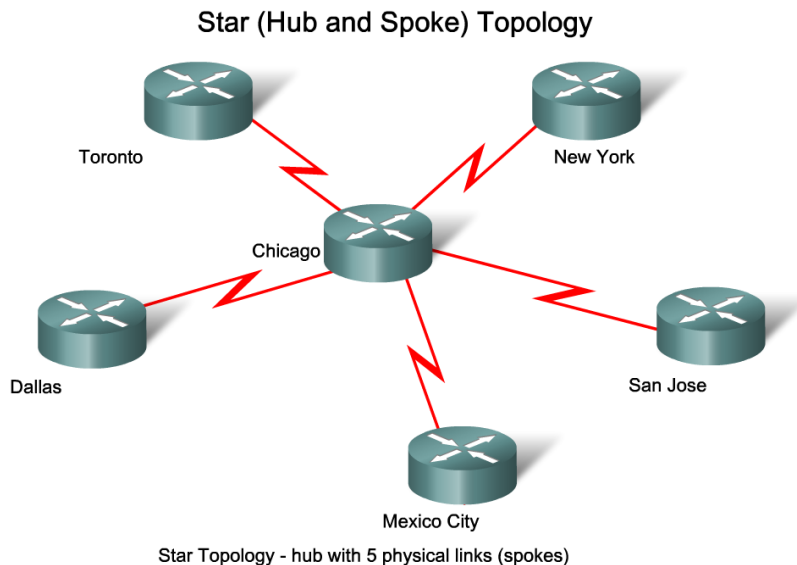 Star (Hub and Spoke) Topology
Toronto
New York
Chicago
Dallas
San Jose
Mexico City
Star Topology - hub with 5 physical links (spokes)